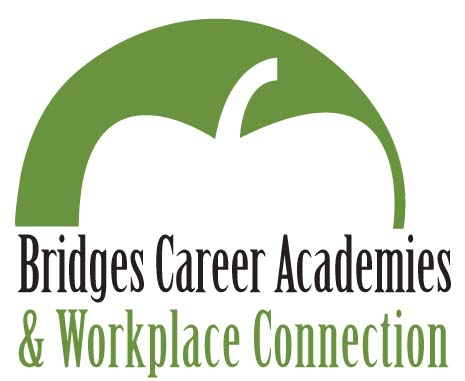 Bridges Career Academies
& Workplace Connection